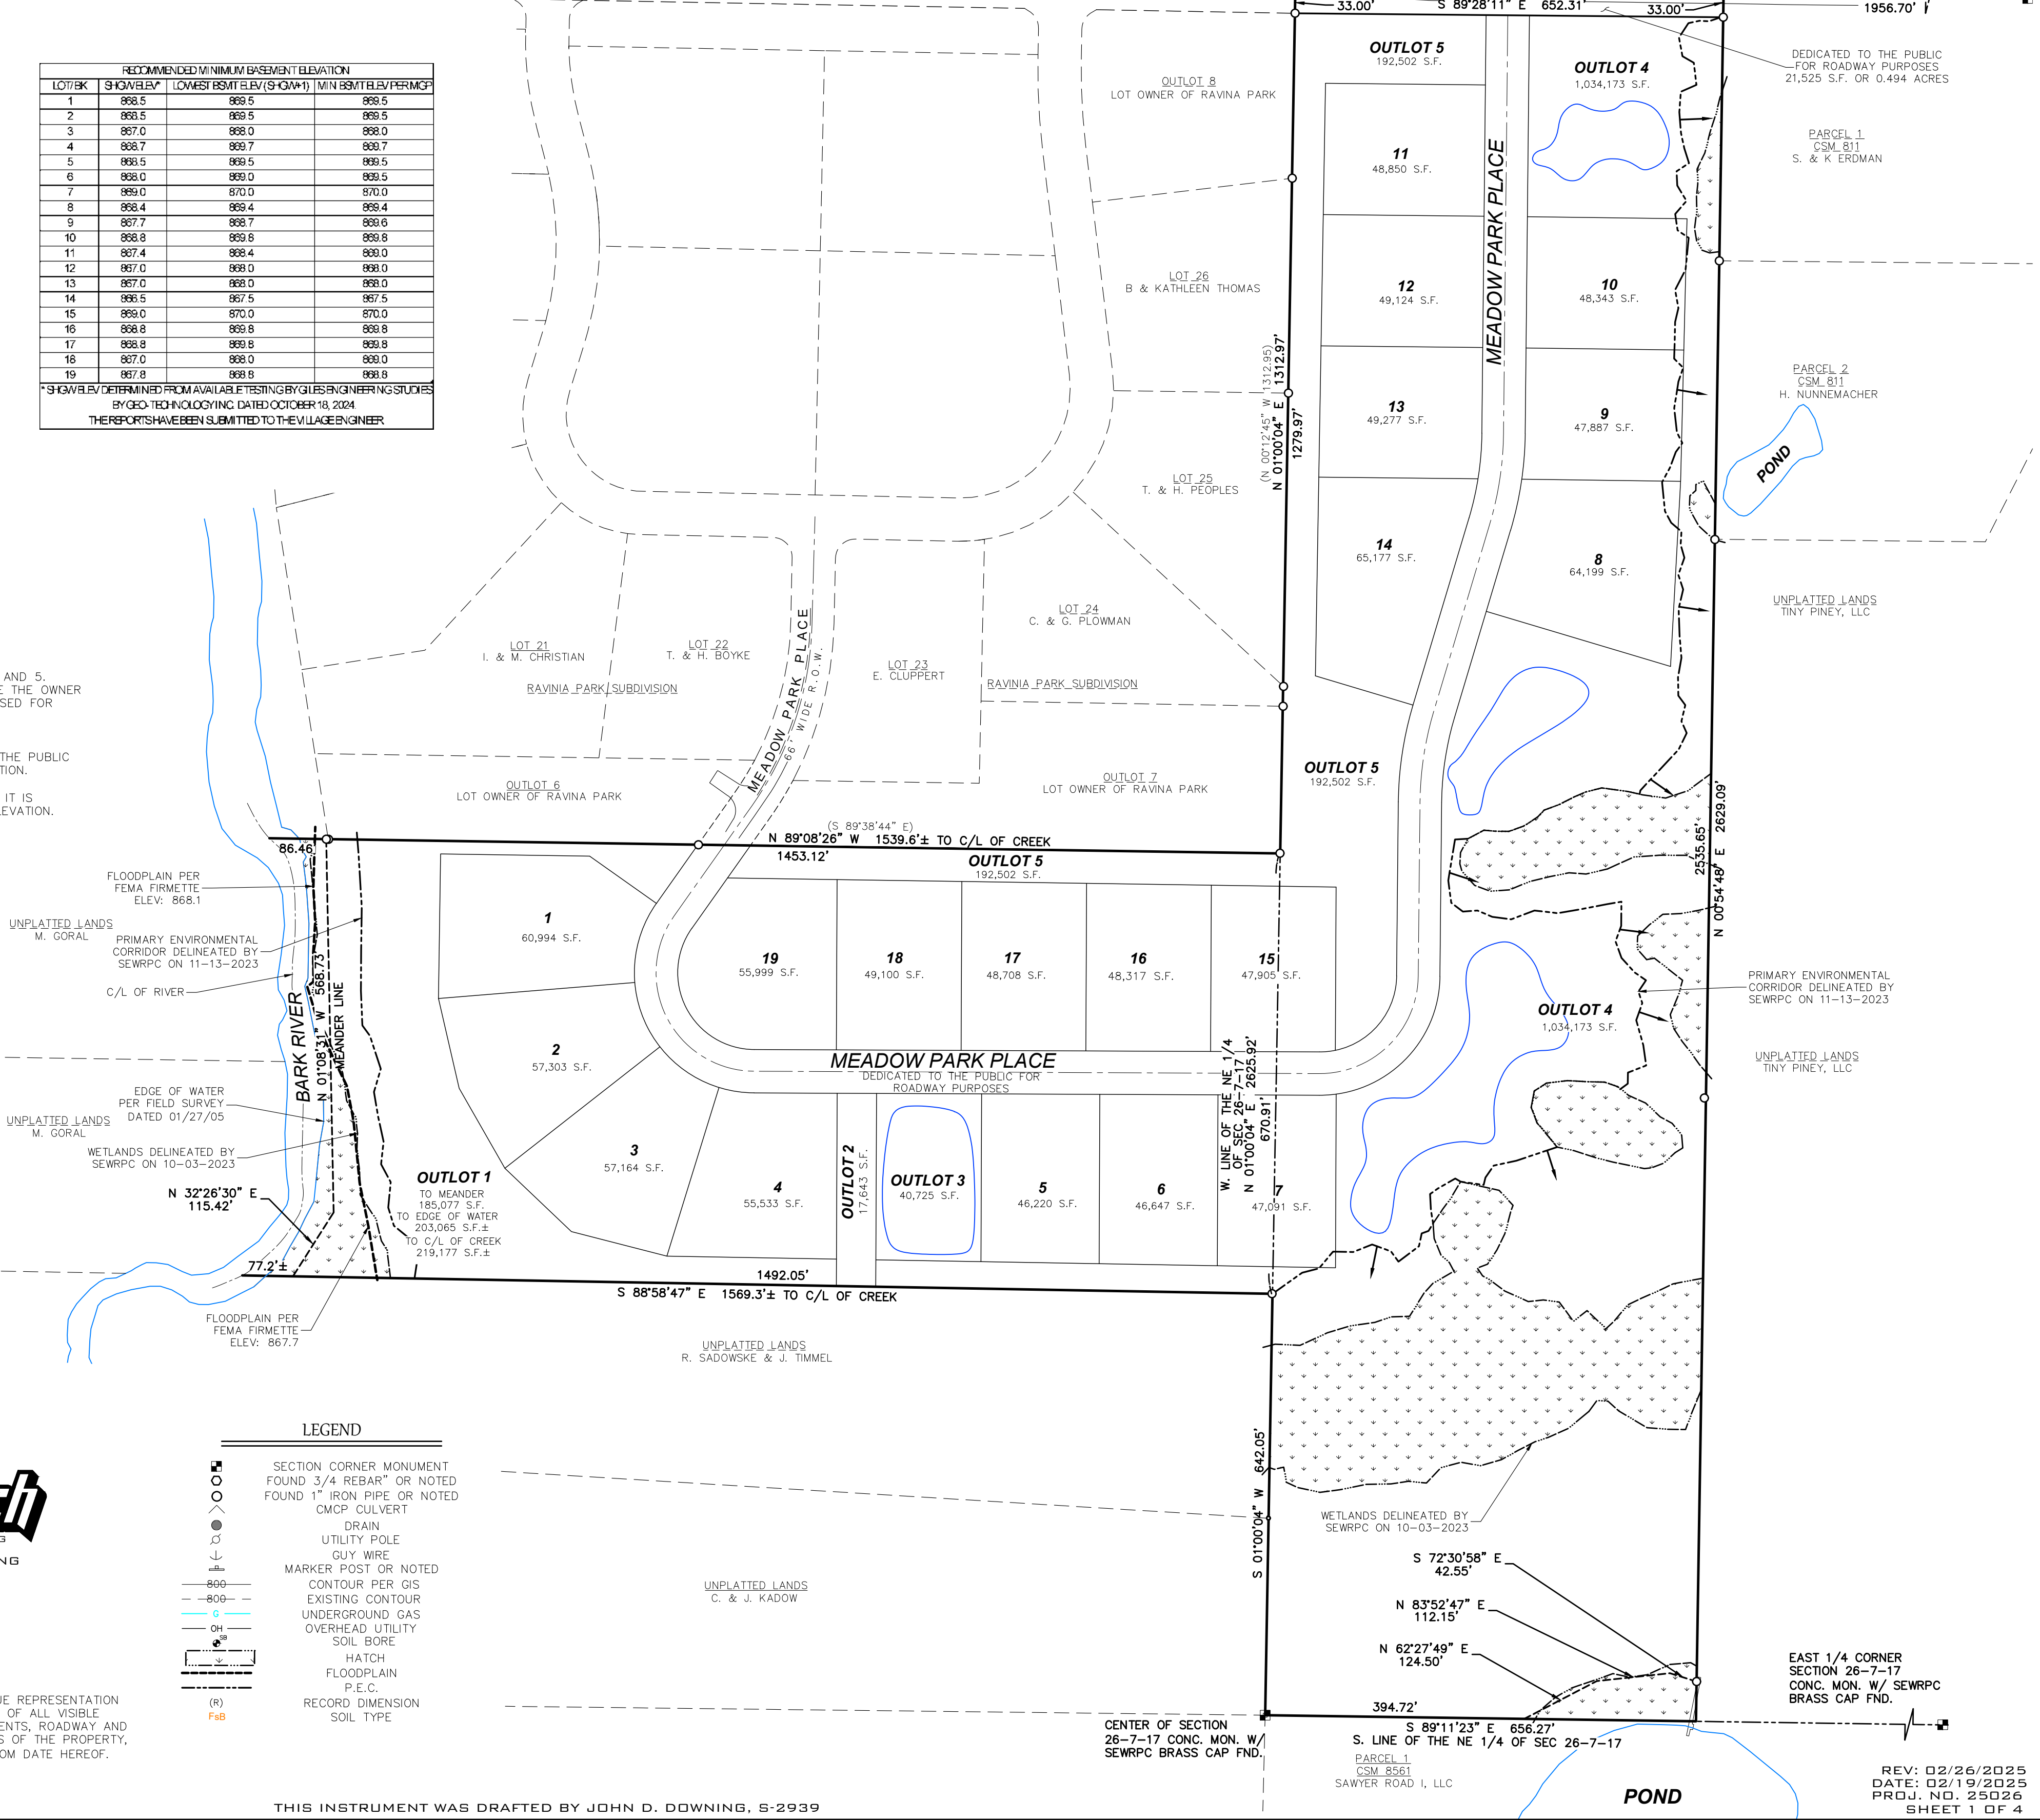 33.00'
S 89°28'11" E 652.31'
33.00'
1956.70'
RECOMMENDED MINIMUM BASEMENT ELEVATION
LOT/BK SHGW ELEV* LOWEST BSMT ELEV (SHGW+1) MIN BSMT ELEV PER MGP
1 868.5 869.5 869.5
2 868.5 869.5 869.5
3 867.0 868.0 868.0
4 868.7 869.7 869.7
5 868.5 869.5 869.5
6 868.0 869.0 869.5
7 869.0 870.0 870.0
8 868.4 869.4 869.4
9 867.7 868.7 869.6
10 868.8 869.8 869.8
11 867.4 868.4 869.0
12 867.0 868.0 868.0
13 867.0 868.0 868.0
14 866.5 867.5 867.5
15 869.0 870.0 870.0
16 868.8 869.8 869.8
17 868.8 869.8 869.8
18 867.0 868.0 869.0
19 867.8 868.8 868.8
* SHGW ELEV DETERMINED FROM AVAILABLE TESTING BY GILES ENGINEERING STUDIES
BY GEO-TECHNOLOGY INC. DATED OCTOBER 18, 2024.
THE REPORTS HAVE BEEN SUBMITTED TO THE VILLAGE ENGINEER
OUTLOT 5
192,502 S.F.
OUTLOT 4
1,034,173 S.F.
DEDICATED TO THE PUBLIC
FOR ROADWAY PURPOSES
21,525 S.F. OR 0.494 ACRES
OUTLOT 8
LOT OWNER OF RAVINA PARK
PARCEL 1
CSM 811
S. & K ERDMAN
11
48,850 S.F.
MEADOW PARK PLACE
LOT 26
B & KATHLEEN THOMAS
12
49,124 S.F.
10
48,343 S.F.
(N 00°12'45" W 1312.95)
N 01°00'04" E 1312.97'
1279.97'
PARCEL 2
CSM 811
H. NUNNEMACHER
13
49,277 S.F.
9
47,887 S.F.
POND
LOT 25
T. & H. PEOPLES
14
65,177 S.F.
8
64,199 S.F.
UNPLATTED LANDS
TINY PINEY, LLC
LOT 24
C. & G. PLOWMAN
LOT 21
I. & M. CHRISTIAN
LOT 22
T. & H. BOYKE
LOT 23
E. CLUPPERT
RAVINIA PARK SUBDIVISION
RAVINIA PARK SUBDIVISION
MEADOW PARK PLACE
66' WIDE R.O.W.
AND 5.
E THE OWNER
SED FOR
THE PUBLIC
TION.
IT IS
LEVATION.
OUTLOT 6
LOT OWNER OF RAVINA PARK
OUTLOT 7
LOT OWNER OF RAVINA PARK
OUTLOT 5
192,502 S.F.
(S 89°38'44" E)
N 89°08'26" W 1539.6'± TO C/L OF CREEK
1453.12'
86.46
OUTLOT 5
192,502 S.F.
2535.65'
N 00°54'48" E 2629.09'
FLOODPLAIN PER
FEMA FIRMETTE
ELEV: 868.1
UNPLATTED LANDS
M. GORAL
PRIMARY ENVIRONMENTAL
CORRIDOR DELINEATED BY
SEWRPC ON 11-13-2023
C/L OF RIVER
BARK RIVER
N 01°08'31" W 568.73'
MEANDER LINE
1
60,994 S.F.
19
55,999 S.F.
18
49,100 S.F.
17
48,708 S.F.
16
48,317 S.F.
15
47,905 S.F.
OUTLOT 4
1,034,173 S.F.
PRIMARY ENVIRONMENTAL
CORRIDOR DELINEATED BY
SEWRPC ON 11-13-2023
UNPLATTED LANDS
TINY PINEY, LLC
2
57,303 S.F.
MEADOW PARK PLACE
DEDICATED TO THE PUBLIC FOR
ROADWAY PURPOSES
W. LINE OF THE NE 1/4
OF SEC 26-7-17
N 01°00'04" E 2625.92'
670.91'
EDGE OF WATER
PER FIELD SURVEY
DATED 01/27/05
UNPLATTED LANDS
M. GORAL
WETLANDS DELINEATED BY
SEWRPC ON 10-03-2023
N 32°26'30" E
115.42'
OUTLOT 1
TO MEANDER
185,077 S.F.
TO EDGE OF WATER
203,065 S.F.±
TO C/L OF CREEK
219,177 S.F.±
3
57,164 S.F.
4
55,533 S.F.
OUTLOT 2
17,643 S.F.
OUTLOT 3
40,725 S.F.
5
46,220 S.F.
6
46,647 S.F.
7
47,091 S.F.
77.2'±
1492.05'
S 88°58'47" E 1569.3'± TO C/L OF CREEK
FLOODPLAIN PER
FEMA FIRMETTE
ELEV: 867.7
UNPLATTED LANDS
R. SADOWSKE & J. TIMMEL
LEGEND
SECTION CORNER MONUMENT
FOUND 3/4 REBAR" OR NOTED
FOUND 1" IRON PIPE OR NOTED
CMCP CULVERT
DRAIN
UTILITY POLE
GUY WIRE
MARKER POST OR NOTED
800 CONTOUR PER GIS
800 EXISTING CONTOUR
G UNDERGROUND GAS
OH OVERHEAD UTILITY
SB SOIL BORE
HATCH
FLOODPLAIN
P.E.C.
(R) RECORD DIMENSION
FsB SOIL TYPE
G
NG
UE REPRESENTATION
OF ALL VISIBLE
ENTS, ROADWAY AND
S OF THE PROPERTY,
OM DATE HEREOF.
S 01°00'04" W 642.05'
UNPLATTED LANDS
C. & J. KADOW
WETLANDS DELINEATED BY
SEWRPC ON 10-03-2023
S 72°30'58" E
42.55'
N 83°52'47" E
112.15'
N 62°27'49" E
124.50'
394.72'
S 89°11'23" E 656.27'
S. LINE OF THE NE 1/4 OF SEC 26-7-17
CENTER OF SECTION
26-7-17 CONC. MON. W/
SEWRPC BRASS CAP FND.
EAST 1/4 CORNER
SECTION 26-7-17
CONC. MON. W/ SEWRPC
BRASS CAP FND.
PARCEL 1
CSM 8561
SAWYER ROAD I, LLC
POND
REV: 02/26/2025
DATE: 02/19/2025
PROJ. NO. 25026
SHEET 1 OF 4
THIS INSTRUMENT WAS DRAFTED BY JOHN D. DOWNING, S-2939